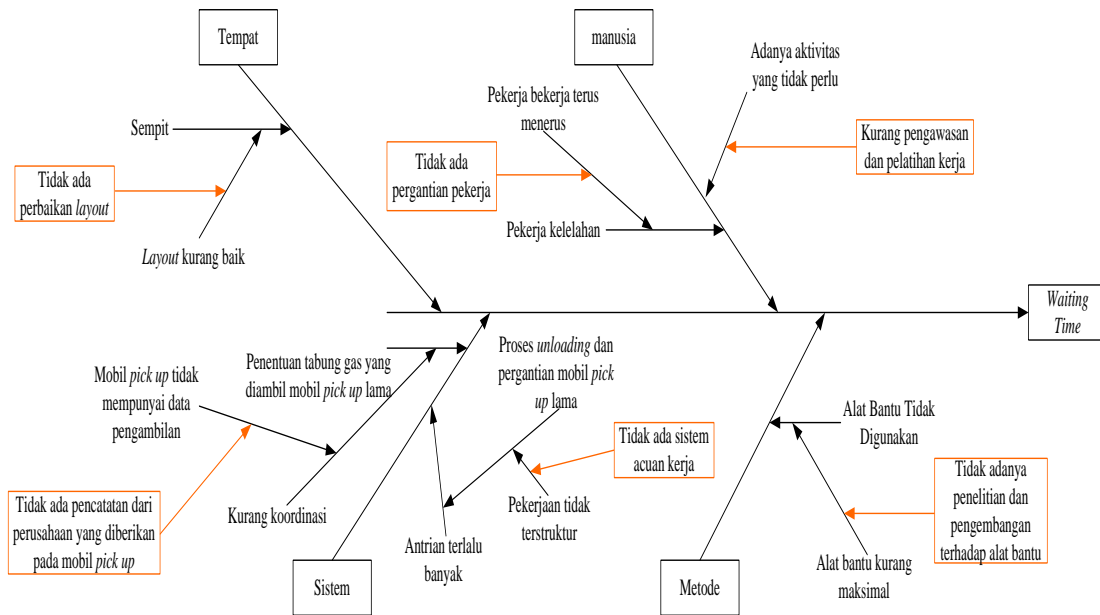 Tempat
manusia
Adanya aktivitas
yang tidak perlu
Pekerja bekerja terus
menerus
Sempit
Kurang pengawasan
dan pelatihan kerja
Tidak ada
pergantian pekerja
Tidak ada
perbaikan layout
Pekerja kelelahan
Layout kurang baik
Waiting
Time
Penentuan tabung gas yang
diambil mobil pick up lama
Proses unloading dan
pergantian mobil pick
up lama
Mobil pick up tidak
mempunyai data
pengambilan
Alat Bantu Tidak
Digunakan
Tidak ada sistem
acuan kerja
Tidak adanya
penelitian dan
pengembangan
terhadap alat bantu
Tidak ada pencatatan dari
perusahaan yang diberikan
pada mobil pick up
Kurang koordinasi
Pekerjaan tidak
terstruktur
Antrian terlalu
banyak
Alat bantu kurang
maksimal
Sistem
Metode